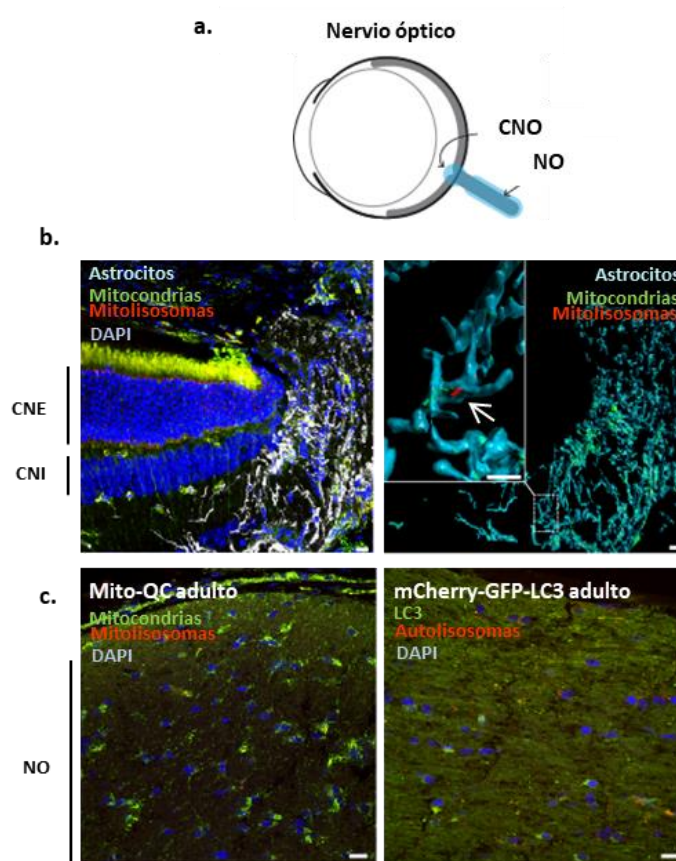 a.
Nervio óptico
CNO
NO
b.
Astrocitos
Mitocondrias
Mitolisosomas
DAPI
CNE
CNI
Astrocitos
Mitocondrias
Mitolisosomas
c.
Mito-QC adulto
Mitocondrias
Mitolisosomas
DAPI
NO
mCherry-GFP-LC3 adulto
LC3
Autolisosomas
DAPI